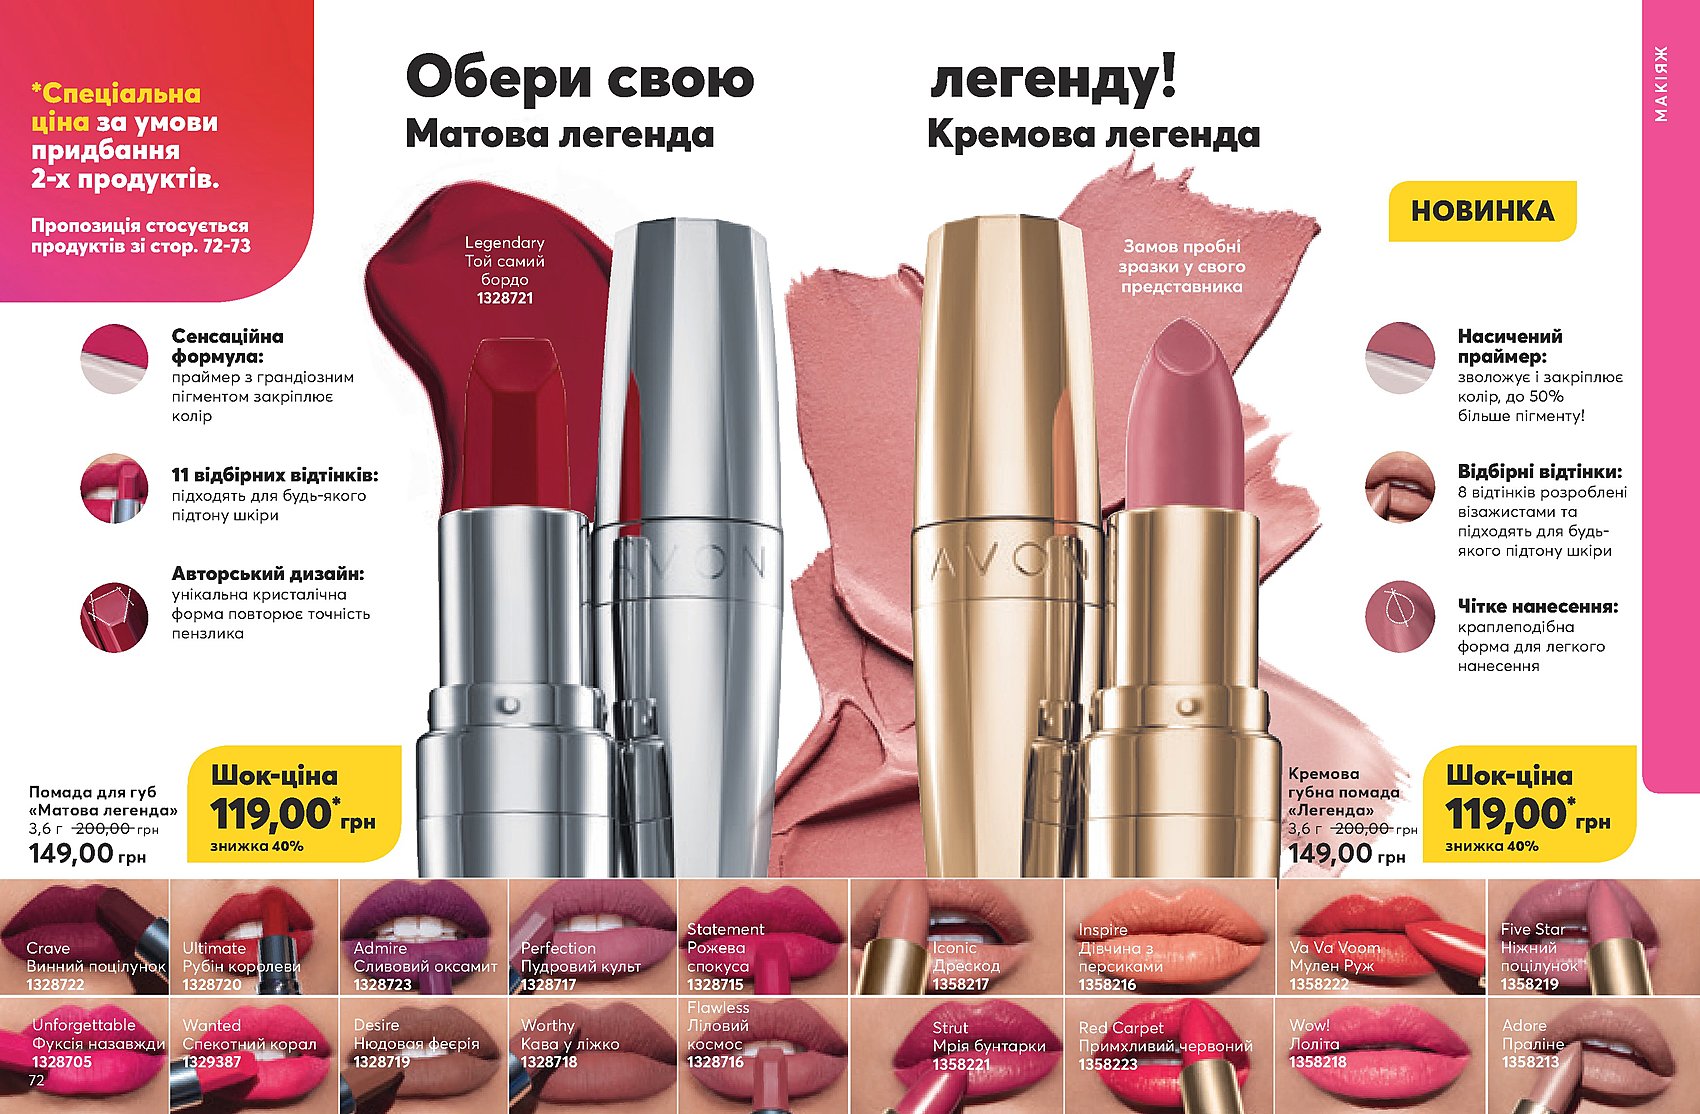 *Спеціальна
ціна за умови
придбання
2-х продуктів.
Пропозиція стосується
продуктів зі стор. 72-73
Обери свою легенду!
Матова легенда
Кремова легенда
МАКІЯЖ
НОВИНКА
Legendary
Той самий
бордо
1328721
Замов пробні
зразки у свого
представника
Сенсаційна
формула:
праймер з грандіозним
пігментом закріплює
колір
11 відбірних відтінків:
підходять для будь-якого
підтону шкіри
Авторський дизайн:
унікальна кристалічна
форма повторює точність
пензлика
Насичений
праймер:
зволожує і закріплює
колір, до 50%
більше пігменту!
Відбірні відтінки:
8 відтінків розроблені
візажистами та
підходять для будь-
якого підтону шкіри
Чітке нанесення:
краплеподібна
форма для легкого
нанесення
AVON
AVON
Помада для губ
«Матова легенда»
3,6 г 200,00 грн
149,00 грн
Шок-ціна
119,00* грн
знижка 40%
Кремова
губна помада
«Легенда»
3,6 г 200,00 грн
149,00 грн
Шок-ціна
119,00* грн
знижка 40%
Crave
Винний поцілунок
1328722
Ultimate
Рубін королеви
1328720
Admire
Сливовий оксамит
1328723
Perfection
Пудровий культ
1328717
Statement
Рожева
спокуса
1328715
Iconic
Дрескод
1358217
Inspire
Дівчина з
персиками
1358216
Va Va Voom
Мулен Руж
1358222
Five Star
Ніжний
поцілунок
1358219
Unforgettable
Фуксія назавжди
1328705
Wanted
Спекотний корал
1329387
Desire
Нюдовая феєрія
1328719
Worthy
Кава у ліжко
1328718
Flawless
Ліловий
космос
1328716
Strut
Мрія бунтарки
1358221
Red Carpet
Примхливий червоний
1358223
Wow!
Лоліта
1358218
Adore
Праліне
1358213
72